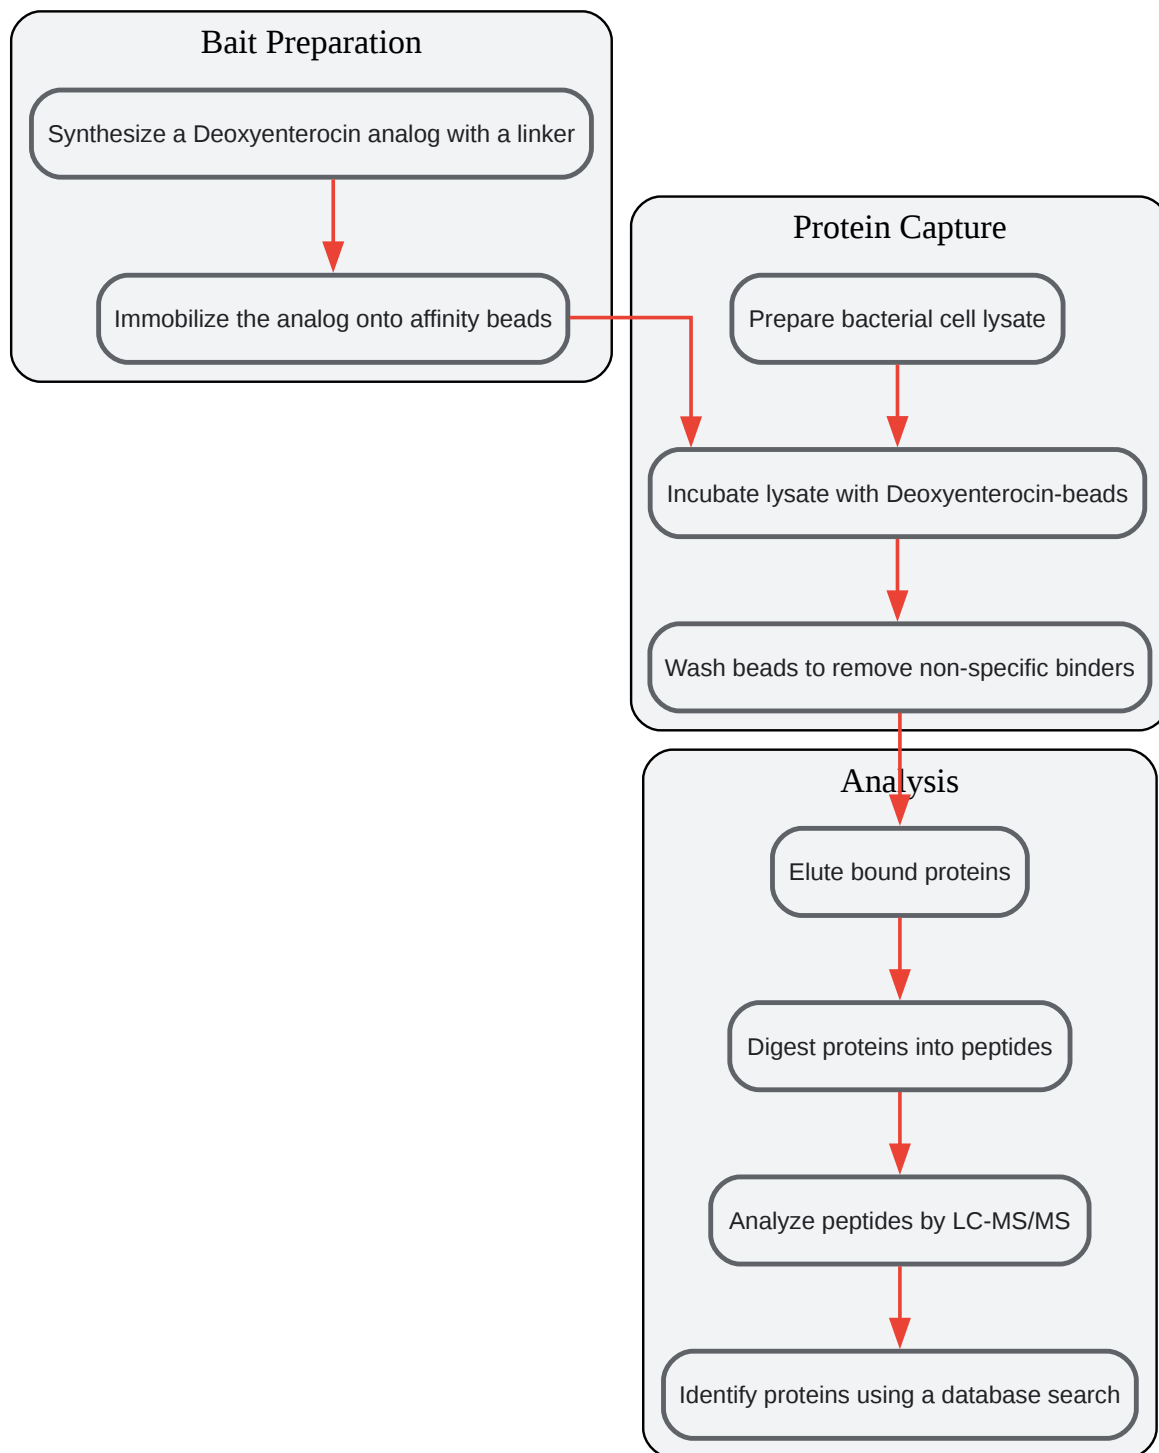 Bait Preparation
Synthesize a Deoxyenterocin analog with a linker
Immobilize the analog onto affinity beads
Protein Capture
Prepare bacterial cell lysate
Incubate lysate with Deoxyenterocin-beads
Wash beads to remove non-specific binders
Analysis
Elute bound proteins
Digest proteins into peptides
Analyze peptides by LC-MS/MS
Identify proteins using a database search